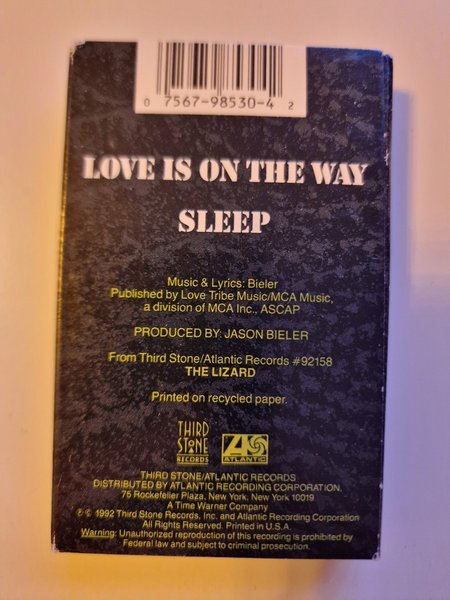 0 7567-98530-4 2
LOVE IS ON THE WAY
SLEEP
Music & Lyrics: Bieler
Published by Love Tribe Music/MCA Music,
a division of MCA Inc., ASCAP
PRODUCED BY: JASON BIELER
From Third Stone/Atlantic Records #92158
THE LIZARD
Printed on recycled paper.
THIRD
STONE
RECORDS
ATLANTIC
THIRD STONE/ATLANTIC RECORDS
DISTRIBUTED BY ATLANTIC RECORDING CORPORATION,
75 Rockefeller Plaza, New York, New York 10019
A Time Warner Company
℗ © 1992 Third Stone Records, Inc. and Atlantic Recording Corporation
All Rights Reserved. Printed in U.S.A.
Warning: Unauthorized reproduction of this recording is prohibited by
Federal law and subject to criminal prosecution.